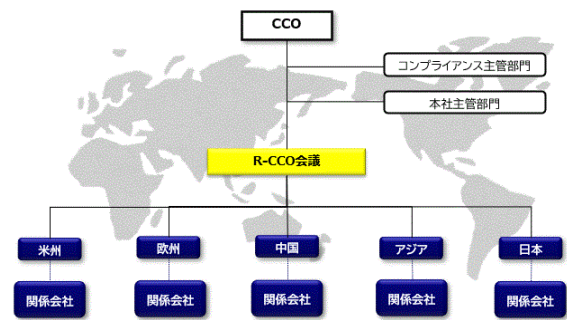 CCO
コンプライアンス主管部門
本社主管部門
R-CCO会議
米州
欧州
中国
アジア
日本
関係会社
関係会社
関係会社
関係会社
関係会社